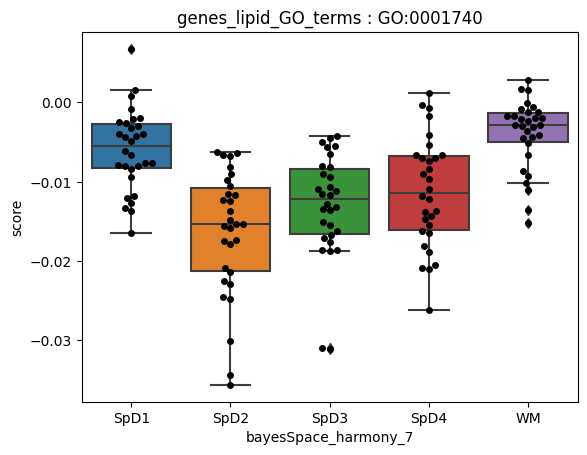 genes_lipid_GO_terms : GO:0001740
0.00
−0.01
−0.02
−0.03
score
SpD1 SpD2 SpD3 SpD4 WM
bayesSpace_harmony_7